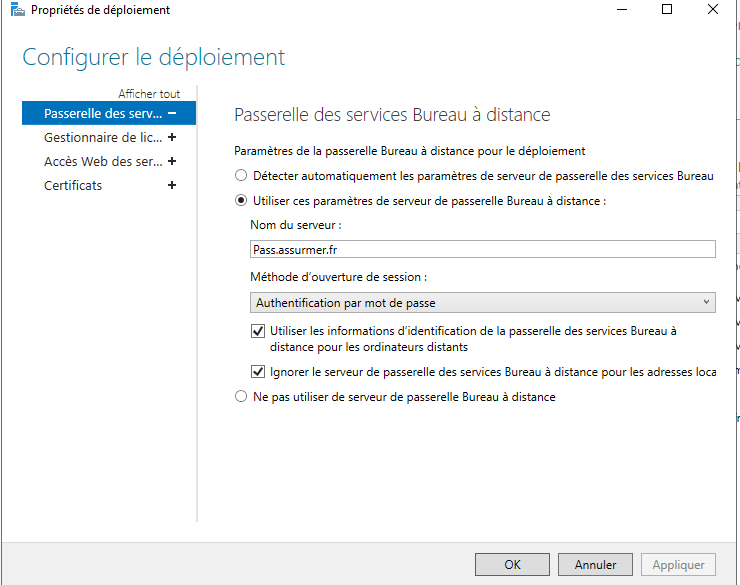 Propriétés de déploiement
Configurer le déploiement
Afficher tout
Passerelle des serv... –
Gestionnaire de lic... +
Accès Web des ser... +
Certificats +
Passerelle des services Bureau à distance
Paramètres de la passerelle Bureau à distance pour le déploiement
Détecter automatiquement les paramètres de serveur de passerelle des services Bureau
Utiliser ces paramètres de serveur de passerelle Bureau à distance :
Nom du serveur :
Pass.assurmer.fr
Méthode d’ouverture de session :
Authentification par mot de passe
Utiliser les informations d’identification de la passerelle des services Bureau à
distance pour les ordinateurs distants
Ignorer le serveur de passerelle des services Bureau à distance pour les adresses loca
Ne pas utiliser de serveur de passerelle Bureau à distance
OK
Annuler
Appliquer